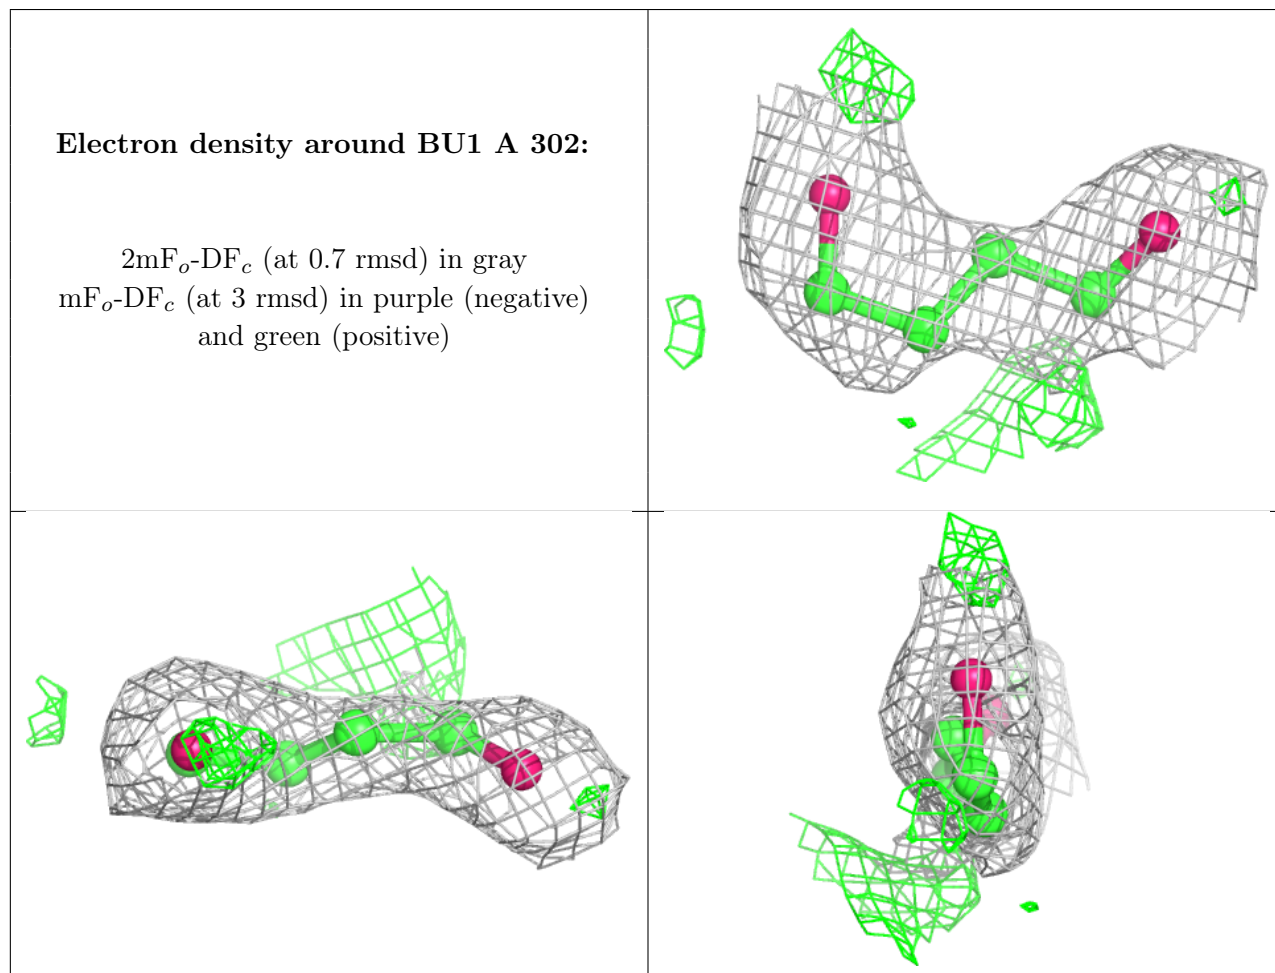 Electron density around BU1 A 302:
2mFo-DFc (at 0.7 rmsd) in gray
mFo-DFc (at 3 rmsd) in purple (negative)
and green (positive)